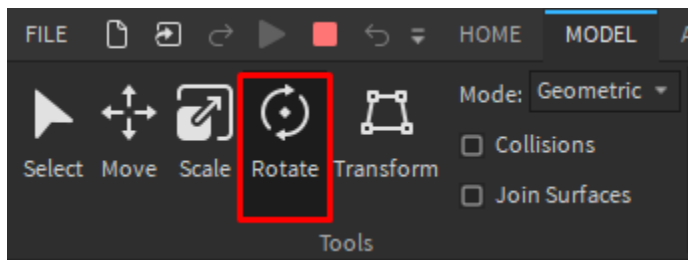 FILE HOME MODEL
Mode: Geometric
Collisions
Select Move Scale Rotate Transform
Join Surfaces
Tools